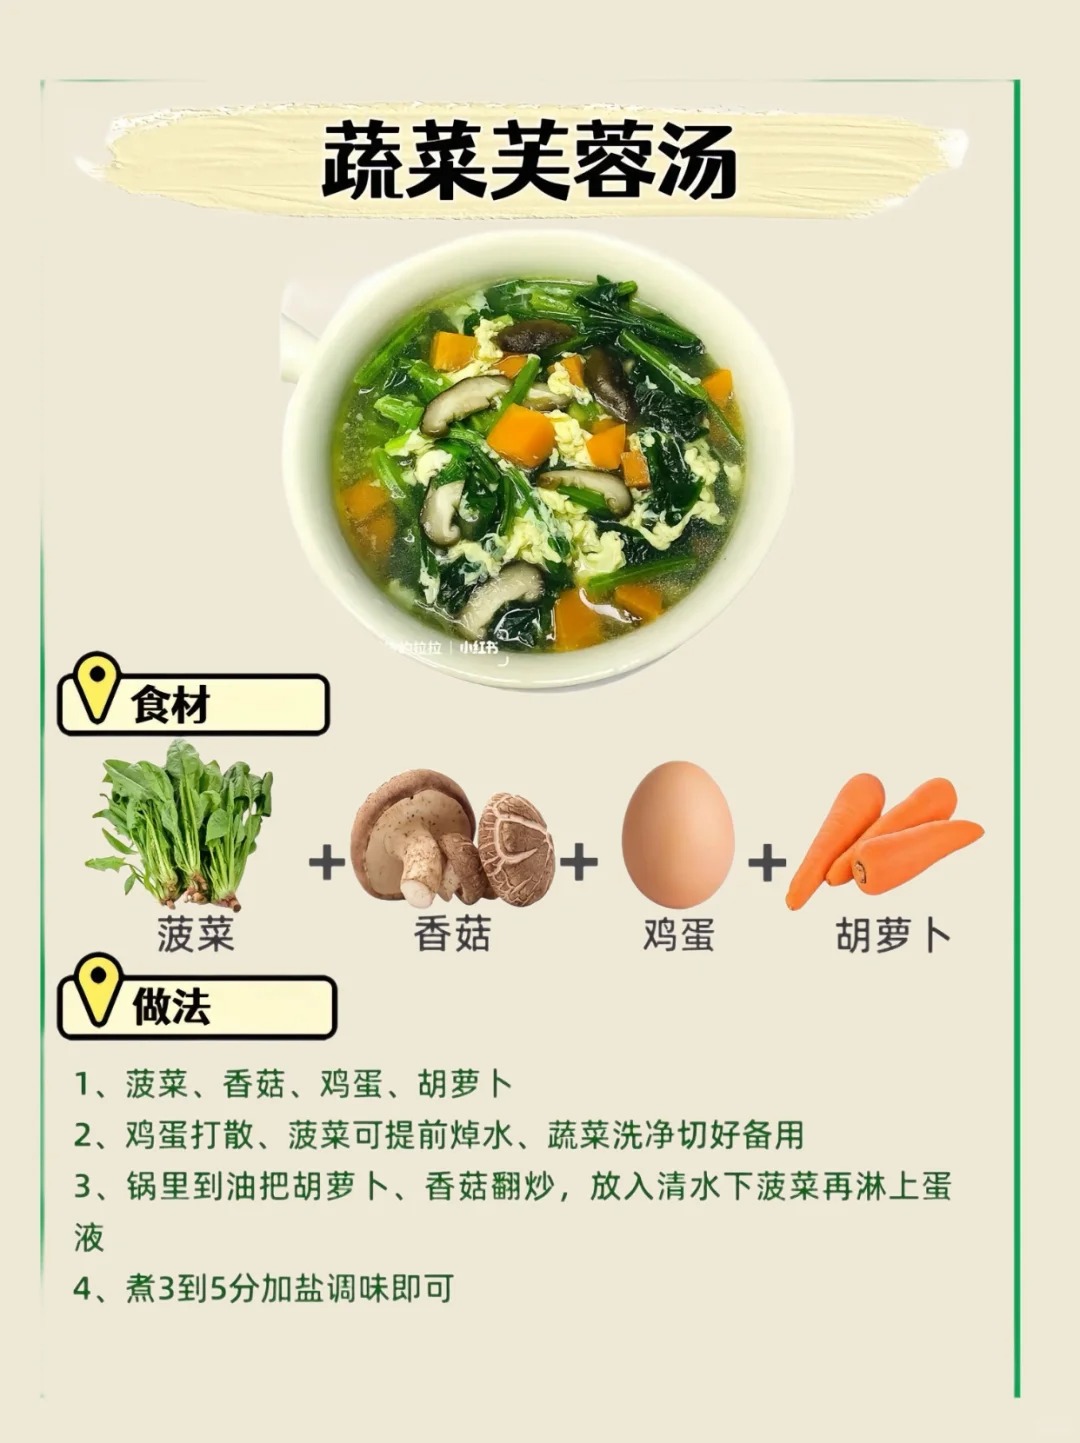 蔬菜芙蓉汤
的拉拉 | 小红书
食材
菠菜
香菇
鸡蛋
胡萝卜
做法
1、菠菜、香菇、鸡蛋、胡萝卜
2、鸡蛋打散、菠菜可提前焯水、蔬菜洗净切好备用
3、锅里到油把胡萝卜、香菇翻炒，放入清水下菠菜再淋上蛋
液
4、煮3到5分加盐调味即可